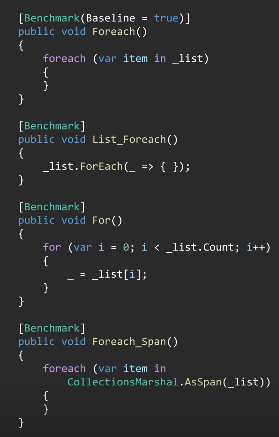 [Benchmark(Baseline = true)]
public void Foreach()
{
    foreach (var item in _list)
    {
    }
}

[Benchmark]
public void List_Foreach()
{
    _list.ForEach(_ => { });
}

[Benchmark]
public void For()
{
    for (var i = 0; i < _list.Count; i++)
    {
        _ = _list[i];
    }
}

[Benchmark]
public void Foreach_Span()
{
    foreach (var item in
        CollectionsMarshal.AsSpan(_list))
    {
    }
}